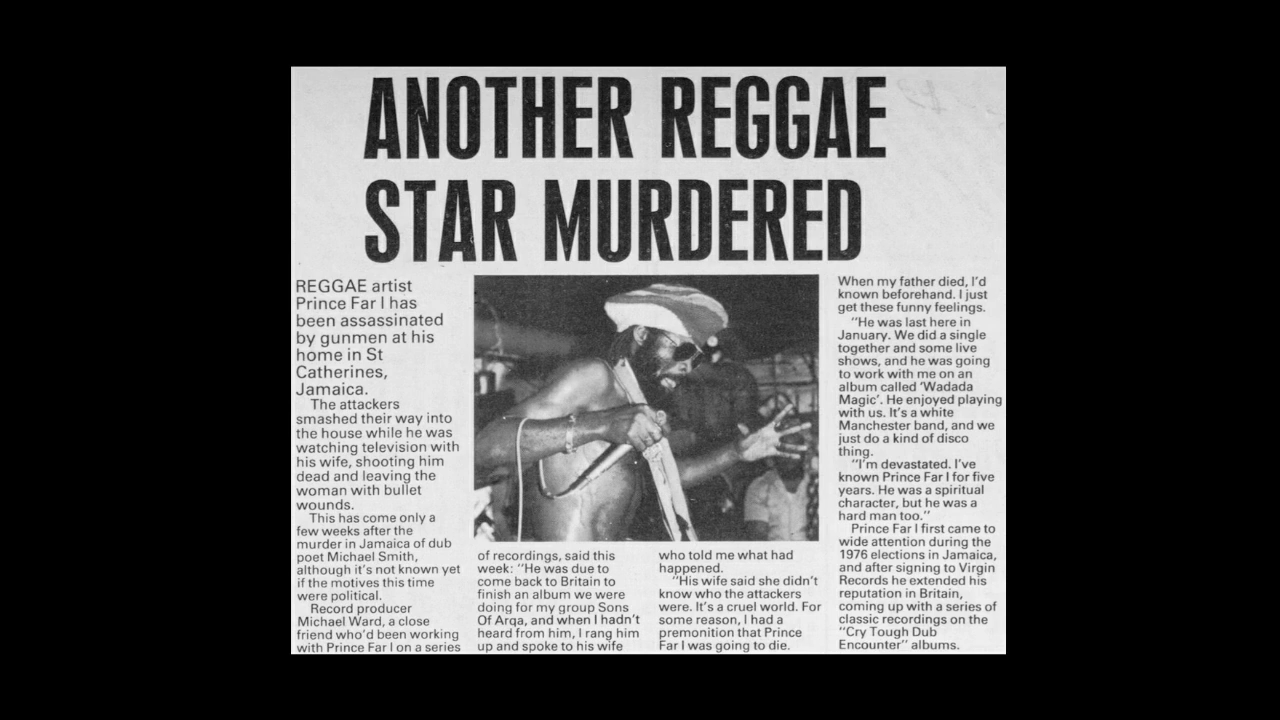 ANOTHER REGGAE
STAR MURDERED
REGGAE artist
Prince Far I has
been assassinated
by gunmen at his
home in St
Catherines,
Jamaica.
The attackers
smashed their way into
the house while he was
watching television with
his wife, shooting him
dead and leaving the
woman with bullet
wounds.
This has come only a
few weeks after the
murder in Jamaica of dub
poet Michael Smith,
although it's not known yet
if the motives this time
were political.
Record producer
Michael Ward, a close
friend who'd been working
with Prince Far I on a series
of recordings, said this
week: "He was due to
come back to Britain to
finish an album we were
doing for my group Sons
Of Arqa, and when I hadn't
heard from him, I rang him
up and spoke to his wife
who told me what had
happened.
"His wife said she didn't
know who the attackers
were. It's a cruel world. For
some reason, I had a
premonition that Prince
Far I was going to die.
When my father died, I'd
known beforehand. I just
get these funny feelings.
"He was last here in
January. We did a single
together and some live
shows, and he was going
to work with me on an
album called 'Wadada
Magic'. He enjoyed playing
with us. It's a white
Manchester band, and we
just do a kind of disco
thing.
"I'm devastated. I've
known Prince Far I for five
years. He was a spiritual
character, but he was a
hard man too."
Prince Far I first came to
wide attention during the
1976 elections in Jamaica,
and after signing to Virgin
Records he extended his
reputation in Britain,
coming up with a series of
classic recordings on the
"Cry Tough Dub
Encounter" albums.